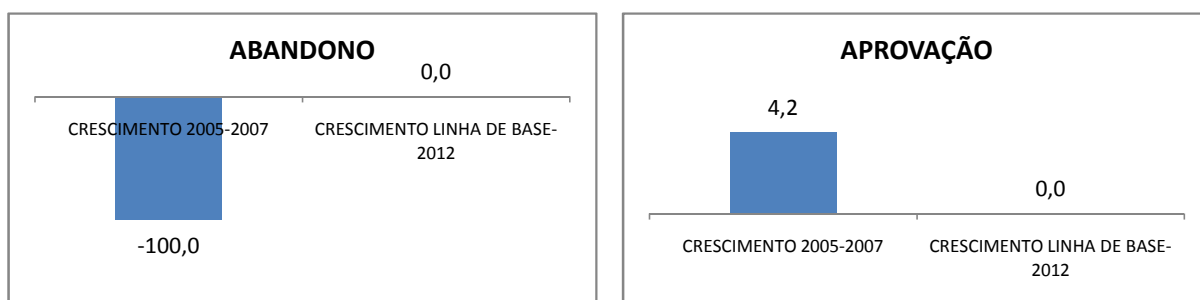 ABANDONO
0,0
CRESCIMENTO 2005-2007
CRESCIMENTO LINHA DE BASE-
2012
-100,0
APROVAÇÃO
4,2
0,0
CRESCIMENTO 2005-2007
CRESCIMENTO LINHA DE BASE-
2012